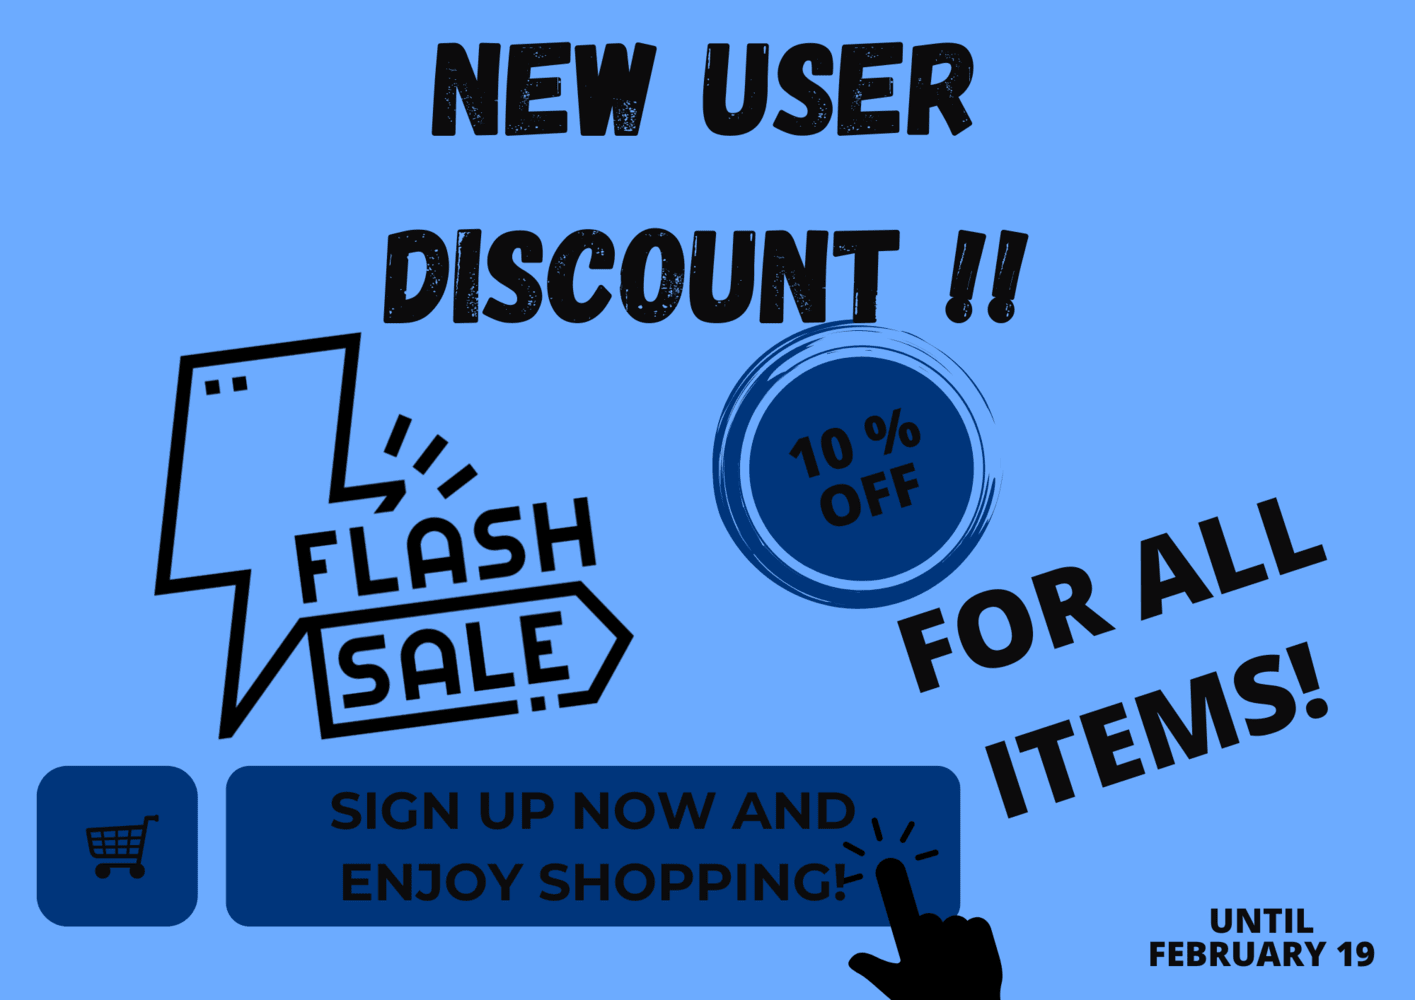 NEW USER
DISCOUNT !!
FLASH
SALE
10 %
OFF
FOR ALL
ITEMS!
SIGN UP NOW AND
ENJOY SHOPPING!
UNTIL
FEBRUARY 19